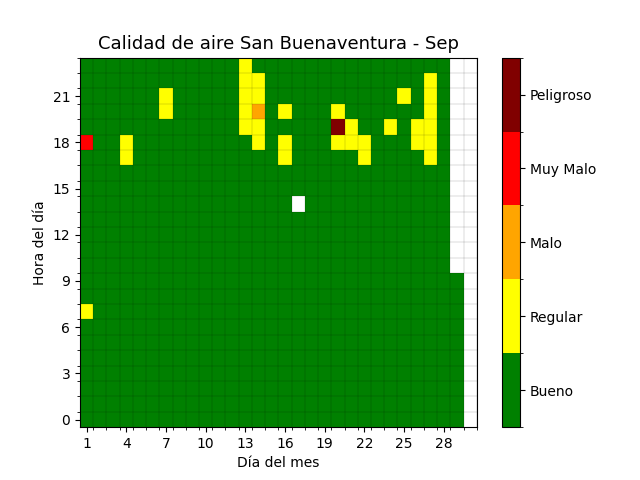 Calidad de aire San Buenaventura - Sep
Hora del día
21
18
15
12
9
6
3
0
1 4 7 10 13 16 19 22 25 28
Día del mes
Peligroso
Muy Malo
Malo
Regular
Bueno